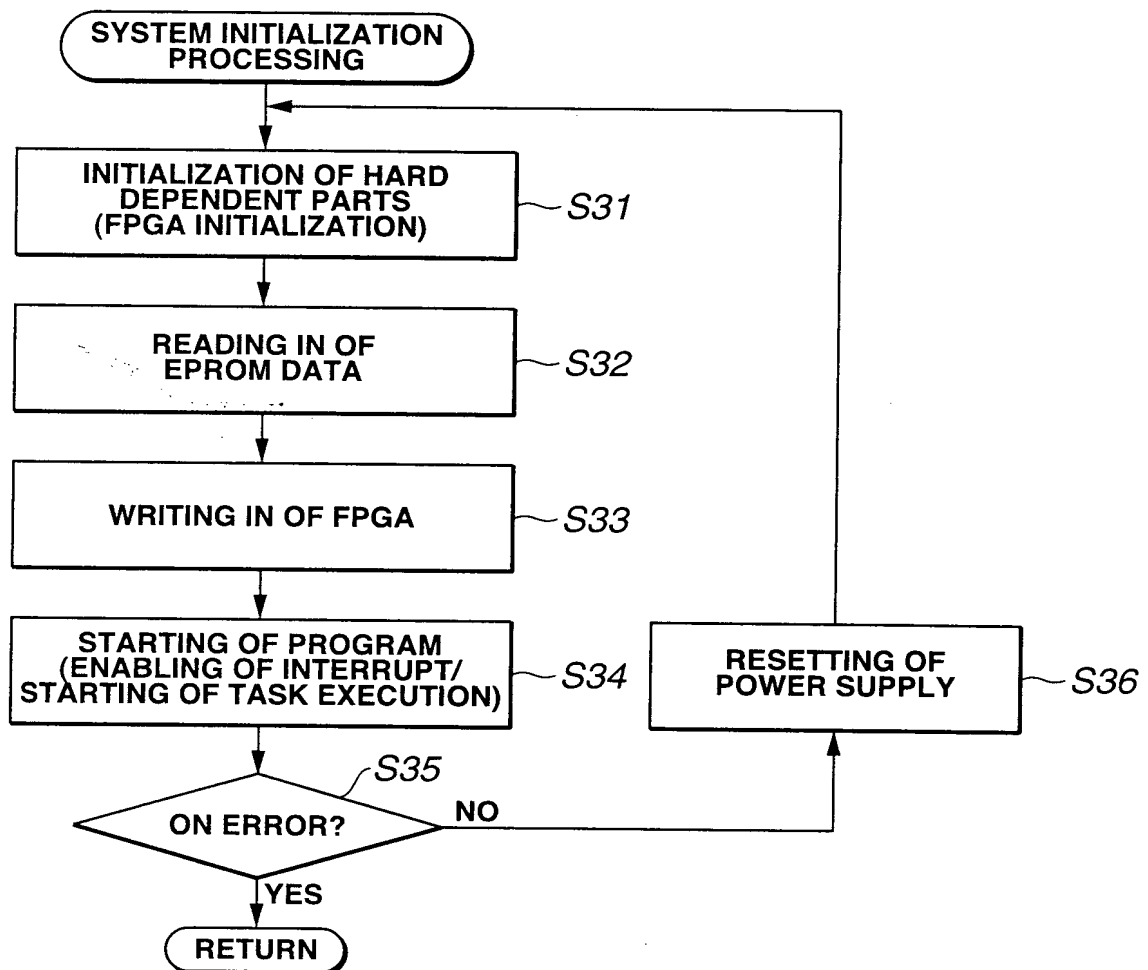 SYSTEM INITIALIZATION
PROCESSING
INITIALIZATION OF HARD
DEPENDENT PARTS
(FPGA INITIALIZATION)
S31
READING IN OF
EPROM DATA
S32
WRITING IN OF FPGA
S33
STARTING OF PROGRAM
(ENABLING OF INTERRUPT/
STARTING OF TASK EXECUTION)
S34
RESETTING OF
POWER SUPPLY
S36
S35
ON ERROR?
NO
YES
RETURN